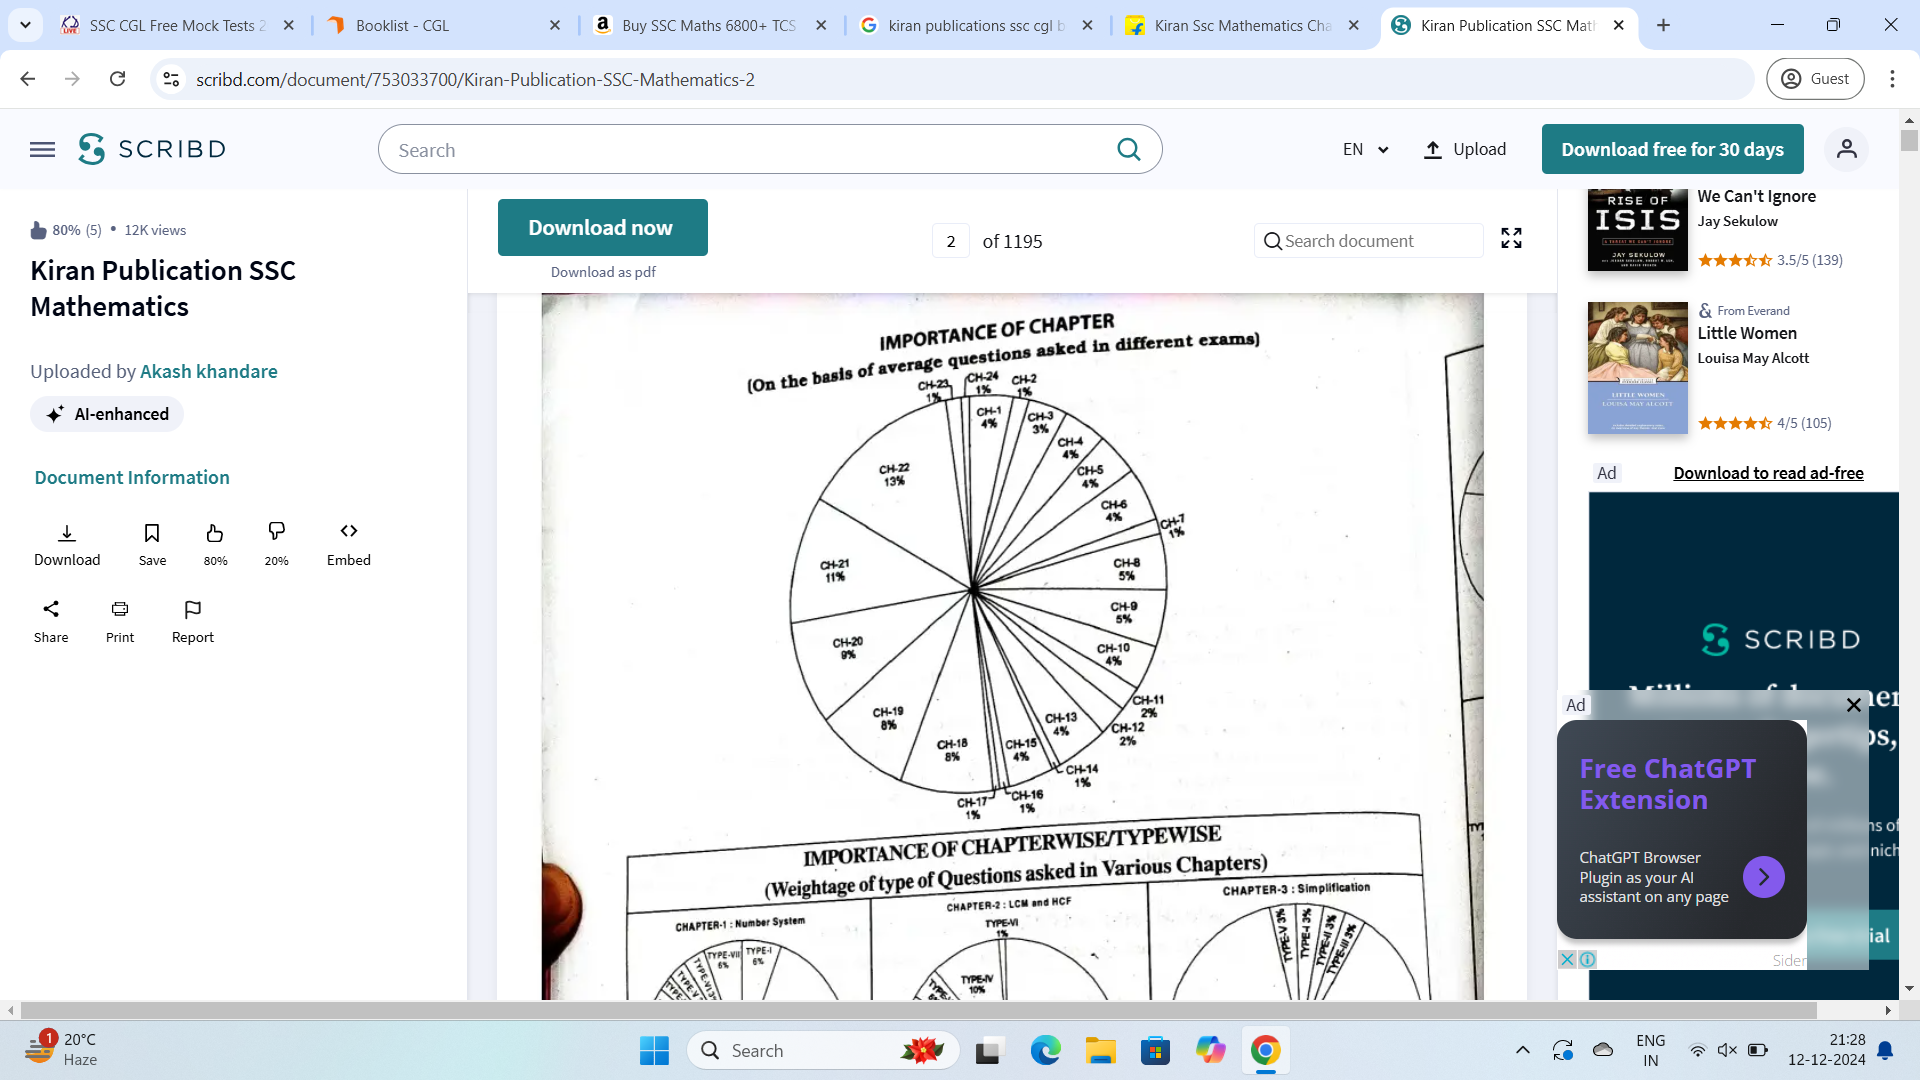 SSC CGL Free Mock Tests 2
Booklist - CGL
Buy SSC Maths 6800+ TCS
kiran publications ssc cgl b
Kiran Ssc Mathematics Cha
Kiran Publication SSC Math
scribd.com/document/753033700/Kiran-Publication-SSC-Mathematics-2
Guest
SCRIBD
Search
EN
Upload
Download free for 30 days
80% (5) • 12K views
Kiran Publication SSC
Mathematics
Uploaded by Akash khandare
AI-enhanced
Document Information
Download
Save
80%
20%
Embed
Share
Print
Report
Download now
Download as pdf
2 of 1195
Search document
IMPORTANCE OF CHAPTER
(On the basis of average questions asked in different exams)
CH-23
1%
CH-24
1%
CH-2
1%
CH-1
4%
CH-3
3%
CH-4
4%
CH-5
4%
CH-6
4%
CH-7
1%
CH-8
5%
CH-9
5%
CH-10
4%
CH-11
2%
CH-12
2%
CH-13
4%
CH-14
1%
CH-15
4%
CH-16
1%
CH-17
1%
CH-18
8%
CH-19
8%
CH-20
9%
CH-21
11%
CH-22
13%
IMPORTANCE OF CHAPTERWISE/TYPEWISE
(Weightage of type of Questions asked in Various Chapters)
CHAPTER-1 : Number System
TYPE-VII
6%
TYPE-I
6%
CHAPTER-2 : LCM and HCF
TYPE-VI
1%
TYPE-IV
10%
CHAPTER-3 : Simplification
TYPE-V 3%
TYPE-I 3%
TYPE-II 3%
TYPE-III 3%
RISE OF
ISIS
JAY SEKULOW
We Can't Ignore
Jay Sekulow
3.5/5 (139)
LITTLE WOMEN
From Everand
Little Women
Louisa May Alcott
4/5 (105)
Ad
Download to read ad-free
SCRIBD
Ad
Free ChatGPT
Extension
ChatGPT Browser
Plugin as your AI
assistant on any page
Sider
1
20°C
Haze
Search
ENG
IN
21:28
12-12-2024